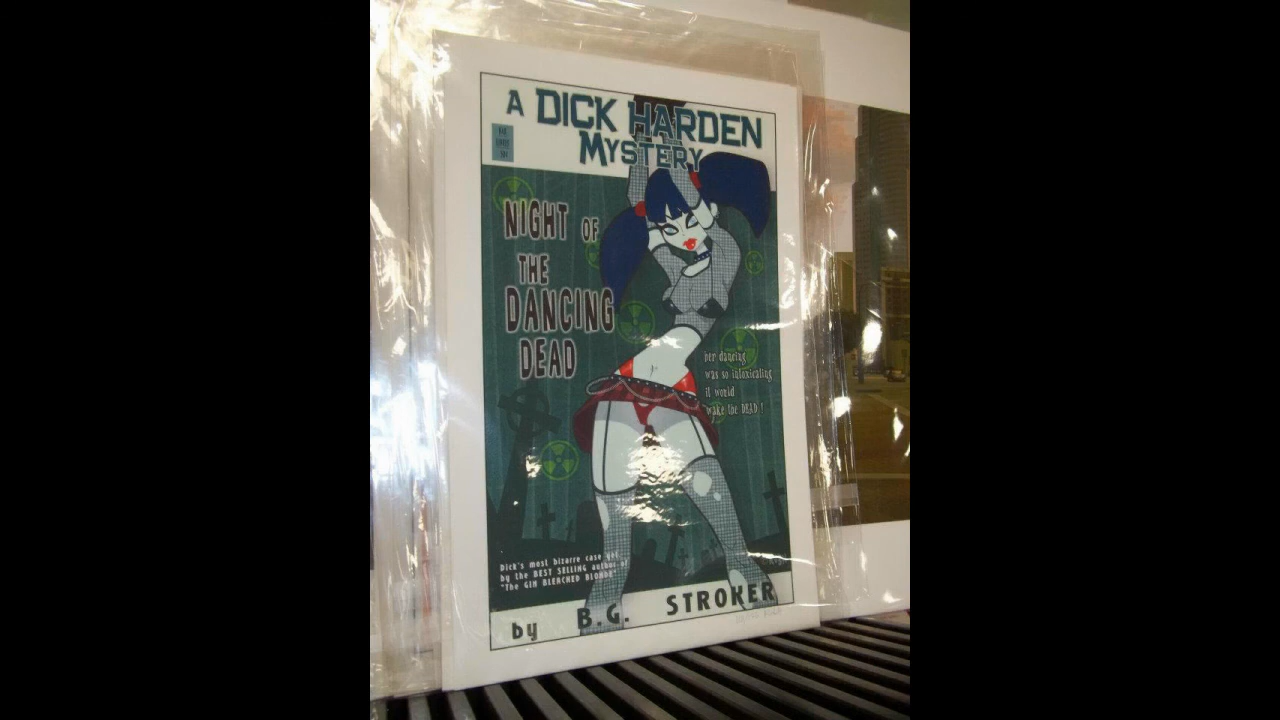 A DICK HARDEN
MYSTERY
NIGHT OF
THE
DANCING
DEAD
her dancing
was so intoxicating
it would
wake the DEAD!
Dick's most bizarre case yet
by the BEST SELLING author of
"The GIN BLEACHED BLONDE"
by B.G. STROKER